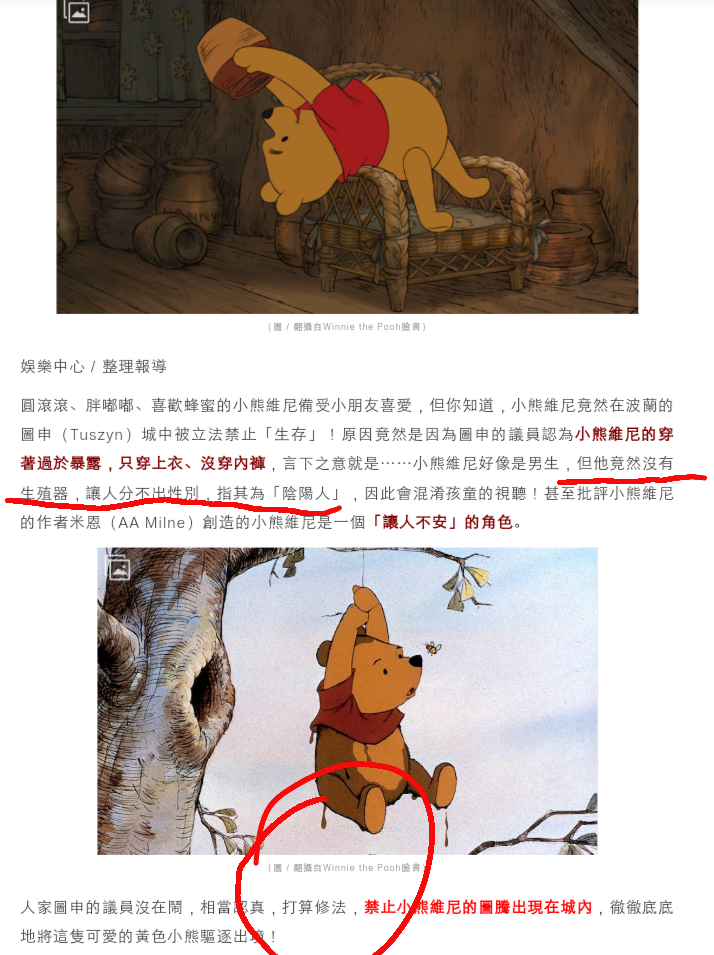 HUNNY
(圖／翻攝自Winnie the Pooh臉書)
娛樂中心 / 整理報導
圓滾滾、胖嘟嘟、喜歡蜂蜜的小熊維尼備受小朋友喜愛，但你知道，小熊維尼竟然在波蘭的
圖申（Tuszyn）城中被立法禁止「生存」！原因竟然是因為圖申的議員認為小熊維尼的穿
著過於暴露，只穿上衣、沒穿內褲，言下之意就是⋯⋯小熊維尼好像是男生，但他竟然沒有
生殖器，讓人分不出性別，指其為「陰陽人」，因此會混淆孩童的視聽！甚至批評小熊維尼
的作者米恩（AA Milne）創造的小熊維尼是一個「讓人不安」的角色。
(圖／翻攝自Winnie the Pooh臉書)
人家圖申的議員沒在鬧，相當認真，打算修法，禁止小熊維尼的圖騰出現在城內，徹徹底底
地將這隻可愛的黃色小熊驅逐出境！